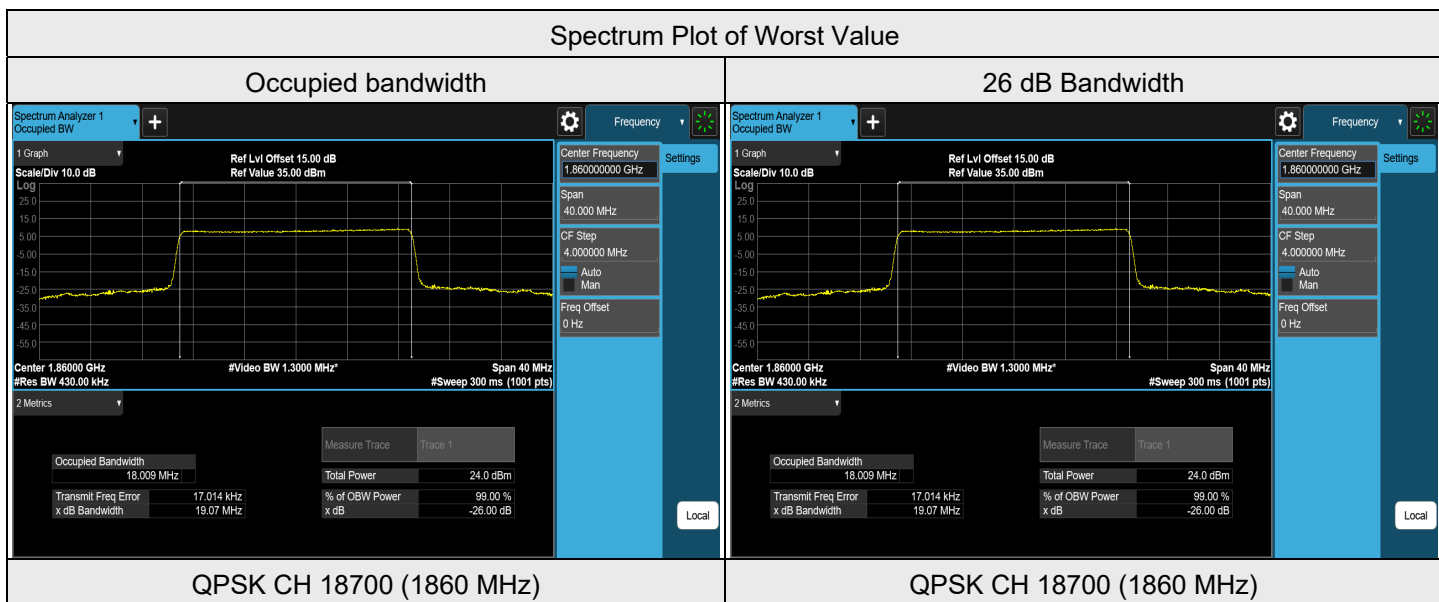 Spectrum Plot of Worst Value
Occupied bandwidth
26 dB Bandwidth
Spectrum Analyzer 1
Occupied BW
+
Frequency
1 Graph
Scale/Div 10.0 dB
Ref Lvl Offset 15.00 dB
Ref Value 35.00 dBm
Log
25.0
15.0
5.00
-5.00
-15.0
-25.0
-35.0
-45.0
-55.0
Center 1.86000 GHz
#Video BW 1.3000 MHz*
Span 40 MHz
#Res BW 430.00 kHz
#Sweep 300 ms (1001 pts)
Center Frequency
1.860000000 GHz
Settings
Span
40.000 MHz
CF Step
4.000000 MHz
Auto
Man
Freq Offset
0 Hz
2 Metrics
Measure Trace Trace 1
Occupied Bandwidth
18.009 MHz
Total Power 24.0 dBm
Transmit Freq Error 17.014 kHz
% of OBW Power 99.00 %
x dB Bandwidth 19.07 MHz
x dB -26.00 dB
Local
Spectrum Analyzer 1
Occupied BW
+
Frequency
1 Graph
Scale/Div 10.0 dB
Ref Lvl Offset 15.00 dB
Ref Value 35.00 dBm
Log
25.0
15.0
5.00
-5.00
-15.0
-25.0
-35.0
-45.0
-55.0
Center 1.86000 GHz
#Video BW 1.3000 MHz*
Span 40 MHz
#Res BW 430.00 kHz
#Sweep 300 ms (1001 pts)
Center Frequency
1.860000000 GHz
Settings
Span
40.000 MHz
CF Step
4.000000 MHz
Auto
Man
Freq Offset
0 Hz
2 Metrics
Measure Trace Trace 1
Occupied Bandwidth
18.009 MHz
Total Power 24.0 dBm
Transmit Freq Error 17.014 kHz
% of OBW Power 99.00 %
x dB Bandwidth 19.07 MHz
x dB -26.00 dB
Local
QPSK CH 18700 (1860 MHz)
QPSK CH 18700 (1860 MHz)